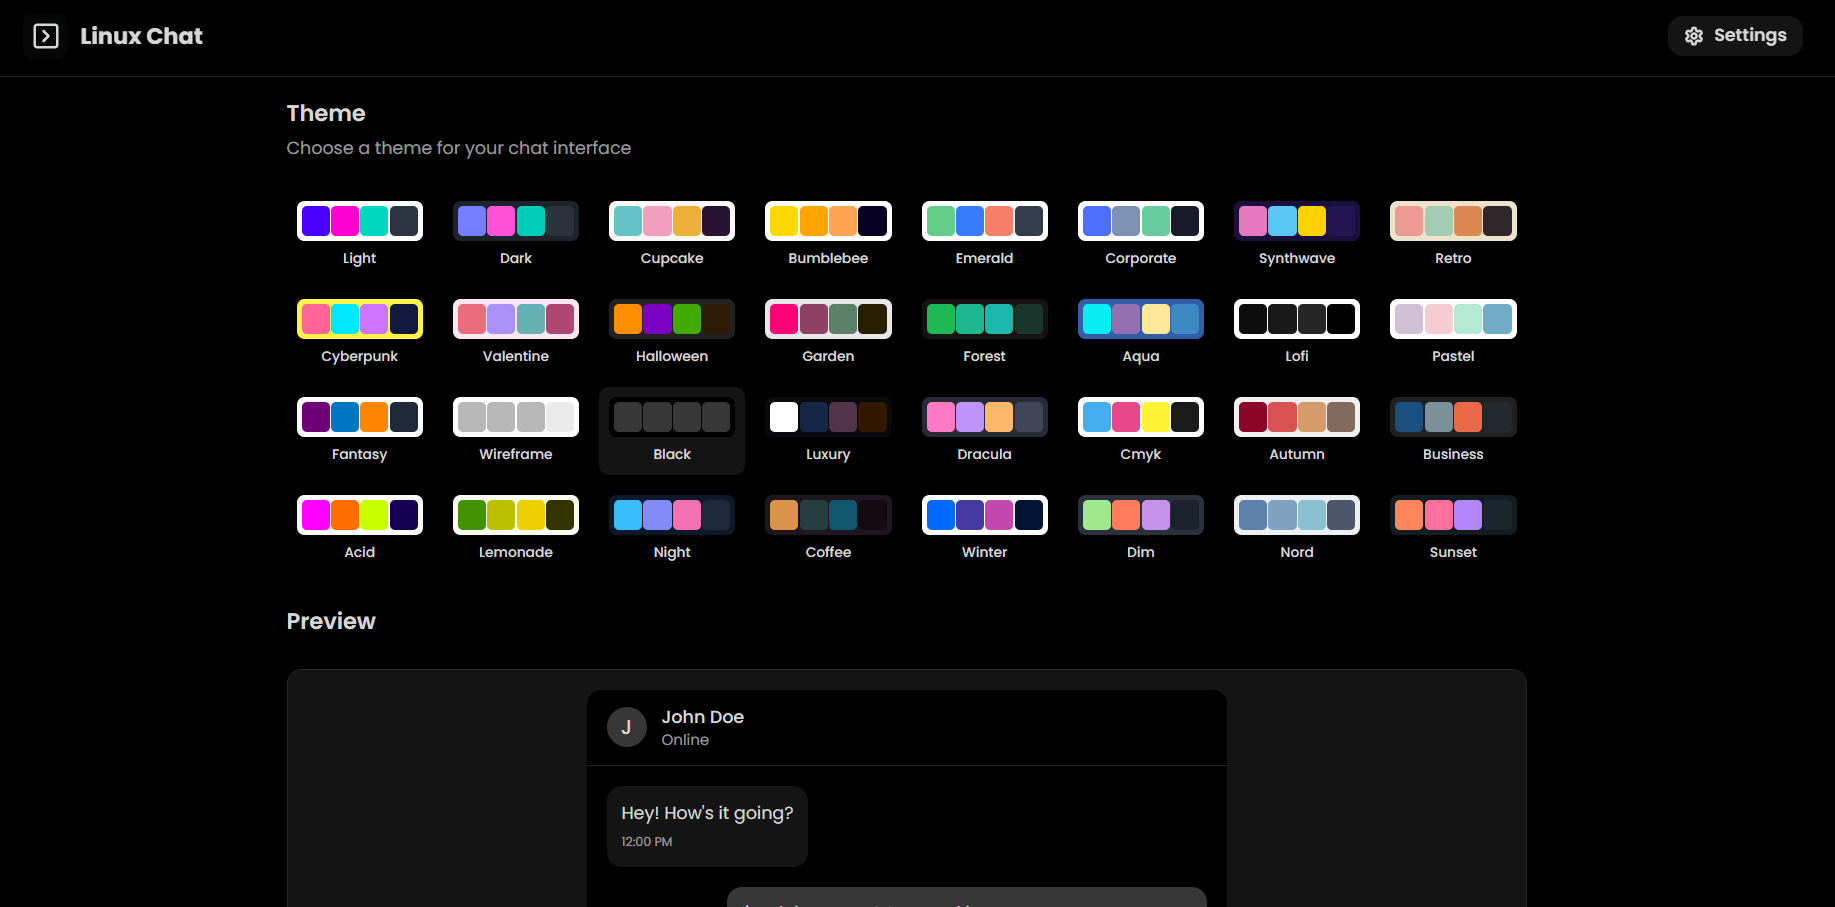 Linux Chat
Settings
Theme
Choose a theme for your chat interface
Light
Dark
Cupcake
Bumblebee
Emerald
Corporate
Synthwave
Retro
Cyberpunk
Valentine
Halloween
Garden
Forest
Aqua
Lofi
Pastel
Fantasy
Wireframe
Black
Luxury
Dracula
Cmyk
Autumn
Business
Acid
Lemonade
Night
Coffee
Winter
Dim
Nord
Sunset
Preview
J
John Doe
Online
Hey! How's it going?
12:00 PM